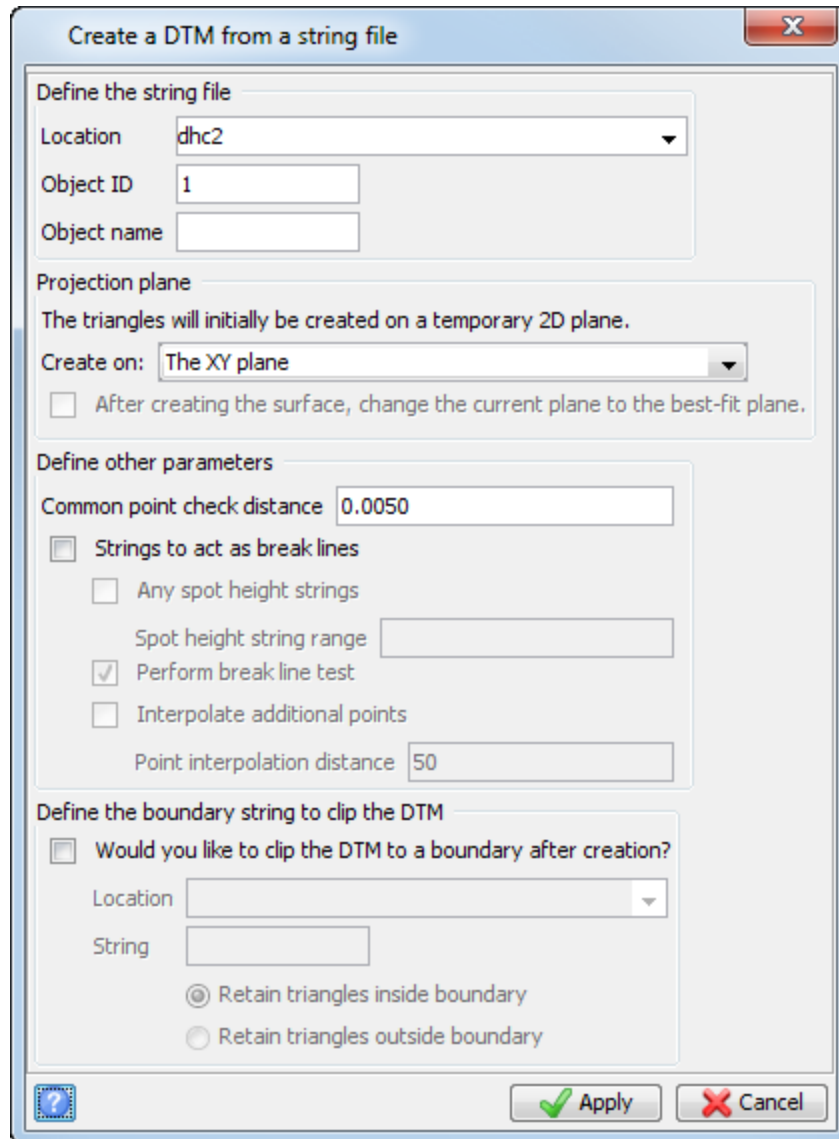 Create a DTM from a string file
Define the string file
Location dhc2
Object ID 1
Object name
Projection plane
The triangles will initially be created on a temporary 2D plane.
Create on: The XY plane
After creating the surface, change the current plane to the best-fit plane.
Define other parameters
Common point check distance 0.0050
Strings to act as break lines
Any spot height strings
Spot height string range
Perform break line test
Interpolate additional points
Point interpolation distance 50
Define the boundary string to clip the DTM
Would you like to clip the DTM to a boundary after creation?
Location
String
Retain triangles inside boundary
Retain triangles outside boundary
? Apply Cancel